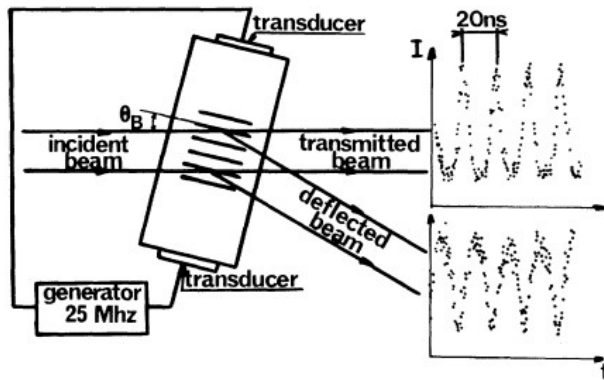 transducer
20ns
I
θB
incident
beam
transmitted
beam
deflected
beam
transducer
generator
25 Mhz
t